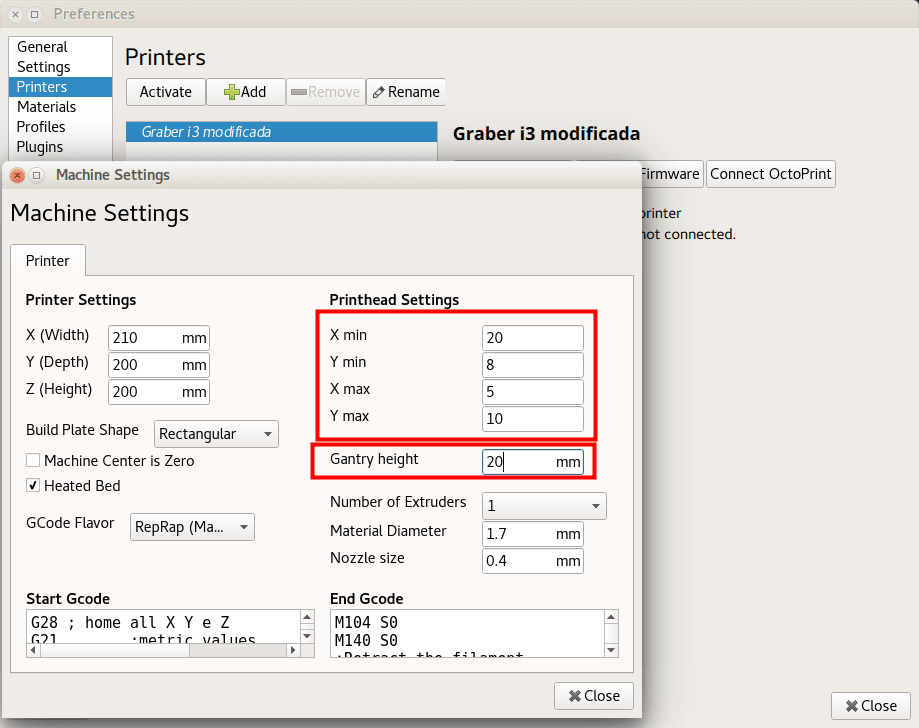 Preferences
General
Settings
Printers
Materials
Profiles
Plugins
Printers
Activate
Add
Remove
Rename
Graber i3 modificada
Graber i3 modificada
Firmware
Connect OctoPrint
printer
not connected.
Machine Settings
Machine Settings
Printer
Printer Settings
X (Width) 210 mm
Y (Depth) 200 mm
Z (Height) 200 mm
Build Plate Shape Rectangular
Machine Center is Zero
Heated Bed
GCode Flavor RepRap (Ma...
Printhead Settings
X min 20
Y min 8
X max 5
Y max 10
Gantry height 20 mm
Number of Extruders 1
Material Diameter 1.7 mm
Nozzle size 0.4 mm
Start Gcode
G28 ; home all X Y e Z
G21 ;metric values
End Gcode
M104 S0
M140 S0
;Retract the filament
Close
Close